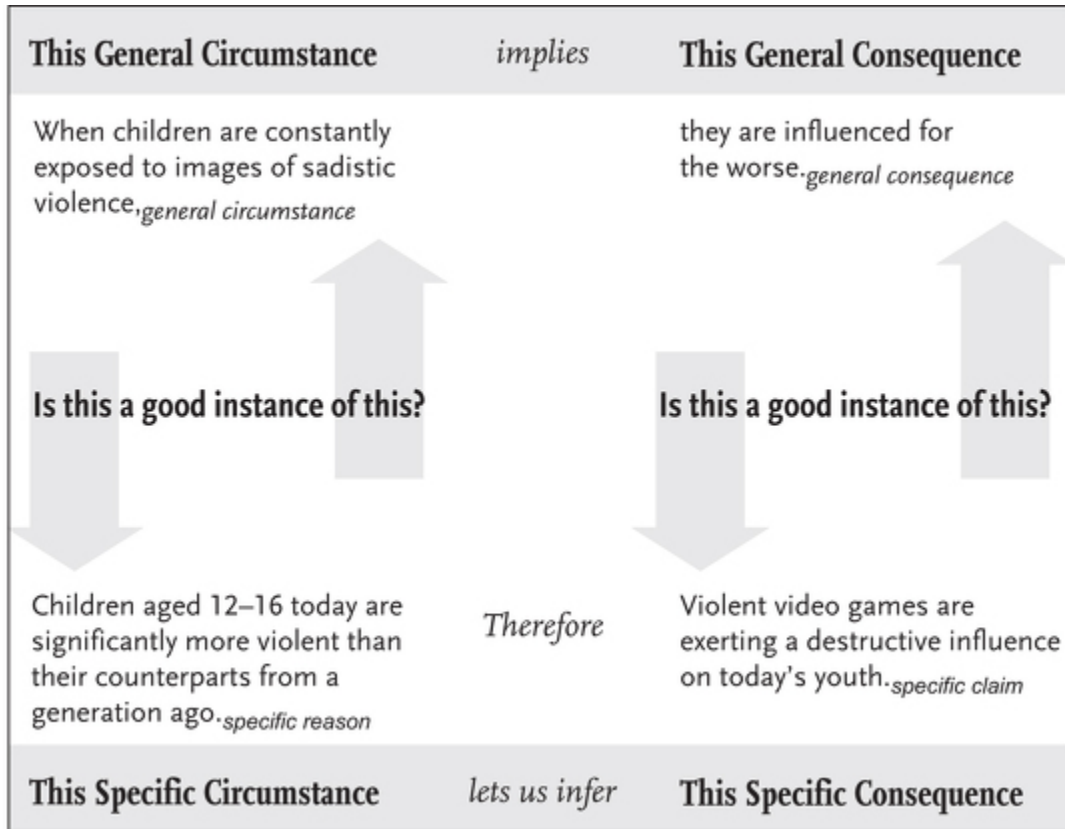 This General Circumstance implies This General Consequence
When children are constantly
exposed to images of sadistic
violence,general circumstance
they are influenced for
the worse.general consequence
Is this a good instance of this?
Is this a good instance of this?
Children aged 12–16 today are
significantly more violent than
their counterparts from a
generation ago.specific reason
Therefore
Violent video games are
exerting a destructive influence
on today's youth.specific claim
This Specific Circumstance lets us infer This Specific Consequence